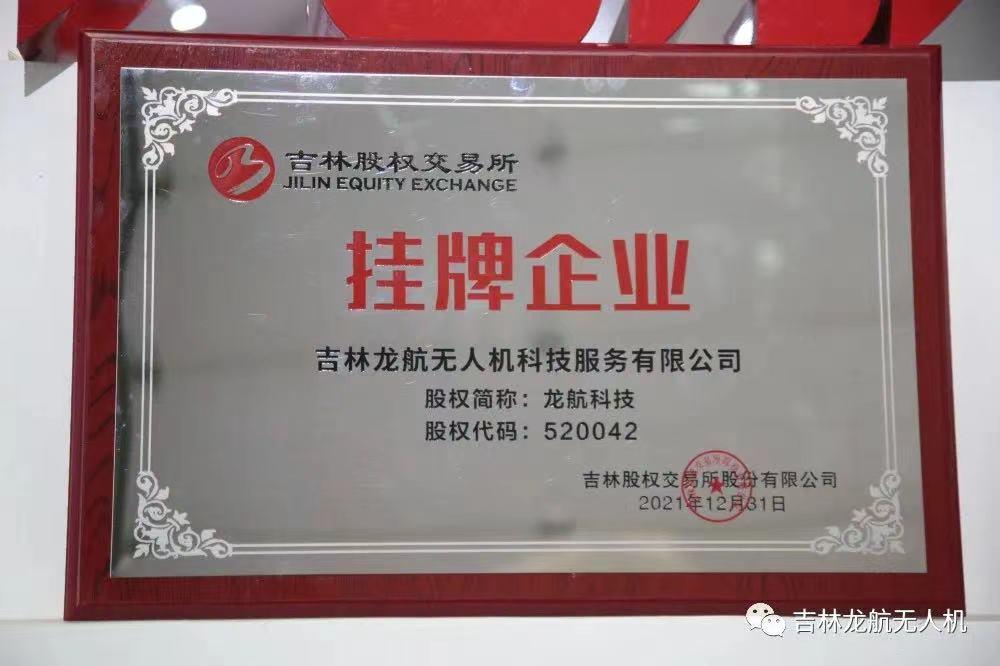 吉林股权交易所
JILIN EQUITY EXCHANGE
挂牌企业
吉林龙航无人机科技服务有限公司
股权简称：龙航科技
股权代码：520042
吉林股权交易所股份有限公司
2021年12月31日
吉林龙航无人机